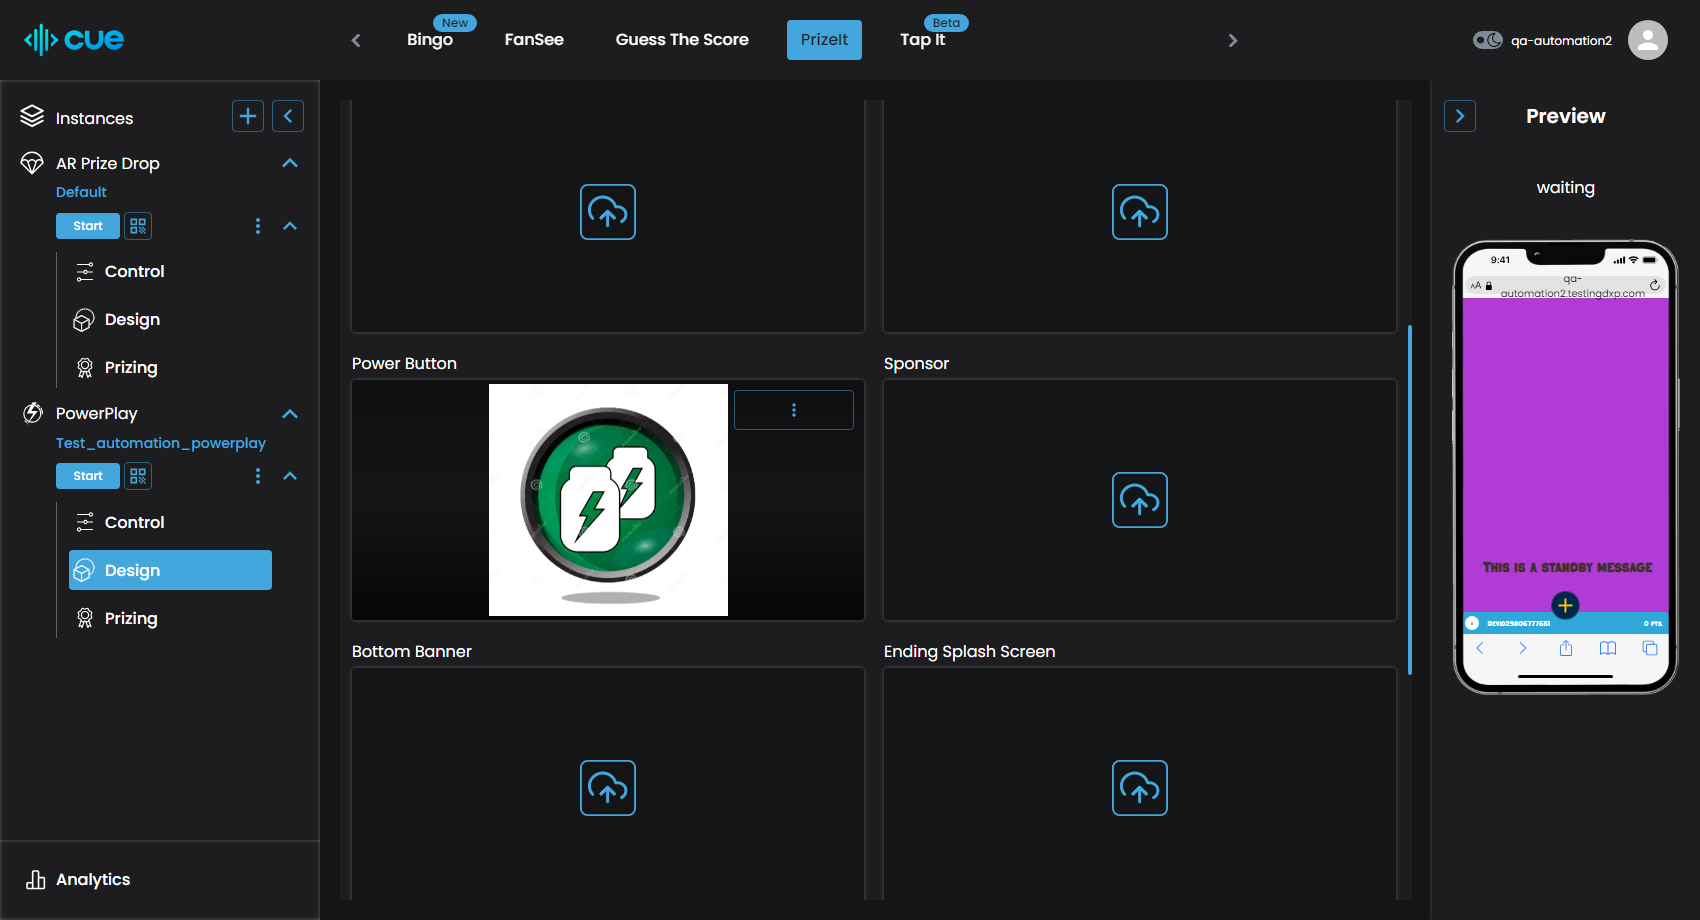 cue
Bingo
New
FanSee
Guess The Score
PrizeIt
Tap It
Beta
qa-automation2
Instances
AR Prize Drop
Default
Start
Control
Design
Prizing
PowerPlay
Test_automation_powerplay
Start
Control
Design
Prizing
Analytics
Power Button
Sponsor
Bottom Banner
Ending Splash Screen
Preview
waiting
9:41
AA
qa-
automation2.testingdxp.com
This is a standby message
0 PTS.